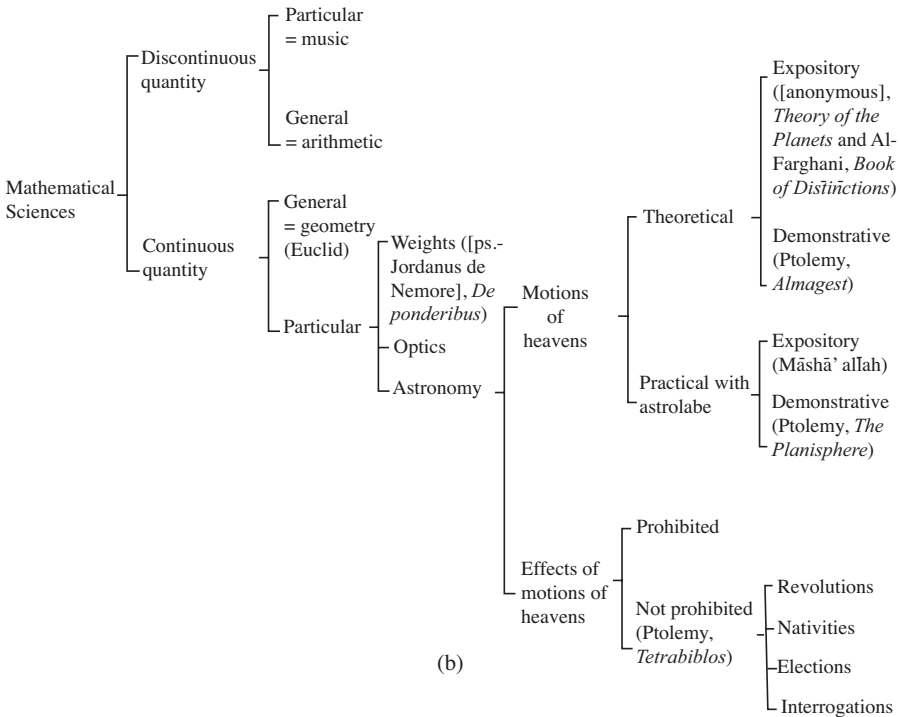 Mathematical
Sciences
Discontinuous
quantity
Particular
= music
General
= arithmetic
Continuous
quantity
General
= geometry
(Euclid)
Particular
Weights ([ps.-
Jordanus de
Nemore], De
ponderibus)
Optics
Astronomy
Motions
of
heavens
Theoretical
Expository
([anonymous],
Theory of the
Planets and Al-
Farghani, Book
of Distīnctions)
Demonstrative
(Ptolemy,
Almagest)
Practical with
astrolabe
Expository
(Māshā’ allāh)
Demonstrative
(Ptolemy, The
Planisphere)
Effects of
motions of
heavens
Prohibited
Not prohibited
(Ptolemy,
Tetrabiblos)
Revolutions
Nativities
Elections
Interrogations
(b)